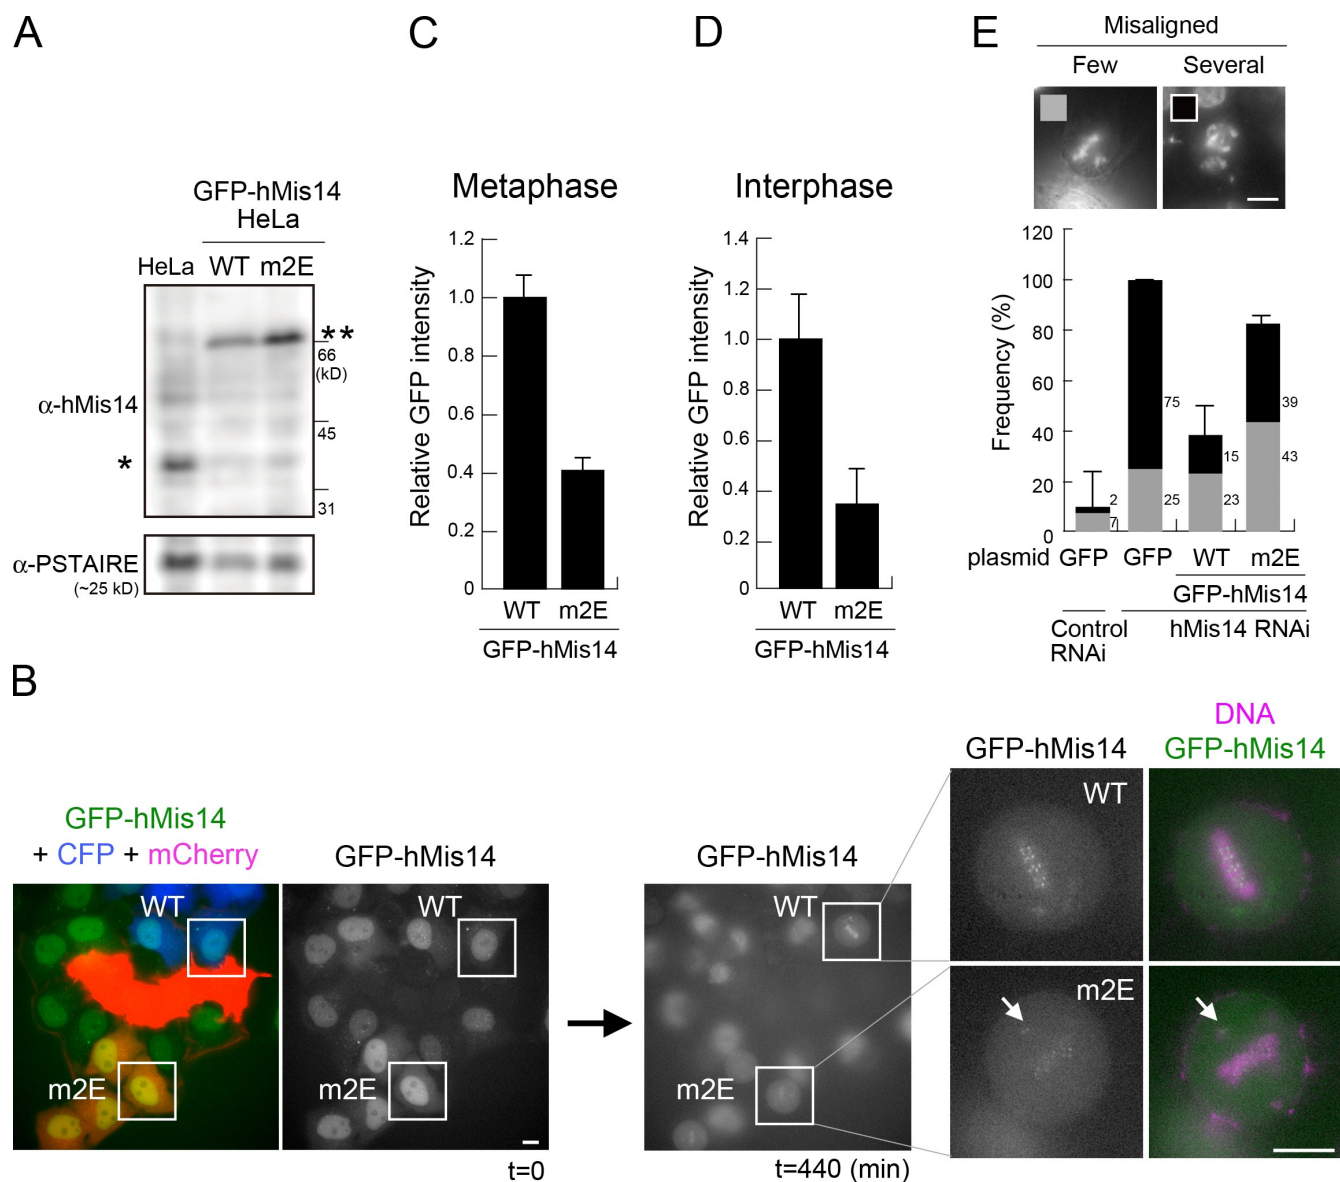 A
GFP-hMis14
HeLa
HeLa WT m2E
**
66
(kD)
α-hMis14
45
*
31
α-PSTAIRE
(~25 kD)
C
Metaphase
Relative GFP intensity
1.2
1.0
0.8
0.6
0.4
0.2
0
WT m2E
GFP-hMis14
D
Interphase
Relative GFP intensity
1.4
1.2
1.0
0.8
0.6
0.4
0.2
0
WT m2E
GFP-hMis14
E
Misaligned
Few Several
Frequency (%)
120
100
80
60
40
20
0
2
7
75
25
15
23
39
43
plasmid GFP GFP WT m2E
GFP-hMis14
Control
RNAi
hMis14 RNAi
B
GFP-hMis14
+ CFP + mCherry
WT
m2E
GFP-hMis14
WT
m2E
t=0
GFP-hMis14
WT
m2E
t=440 (min)
GFP-hMis14
WT
m2E
DNA
GFP-hMis14